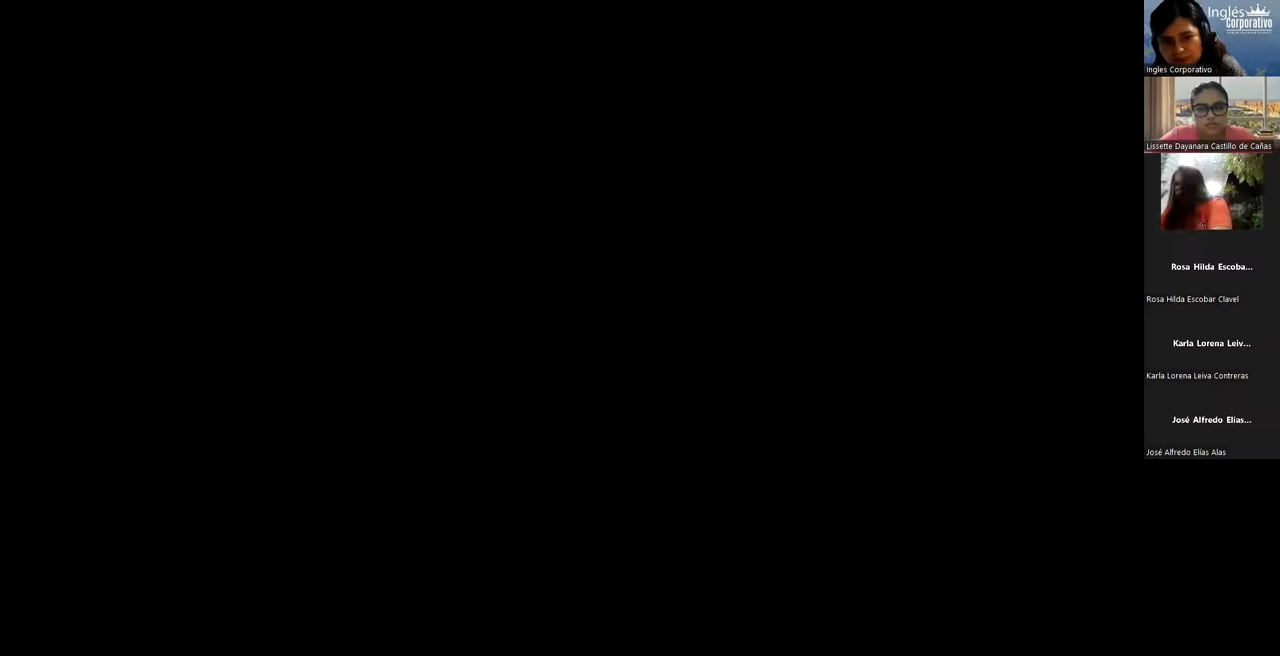 Inglés
Corporativo
Ingles Corporativo
Lissette Dayanara Castillo de Cañas
Rosa Hilda Escoba...
Rosa Hilda Escobar Clavel
Karla Lorena Leiv...
Karla Lorena Leiva Contreras
José Alfredo Elías...
José Alfredo Elías Alas